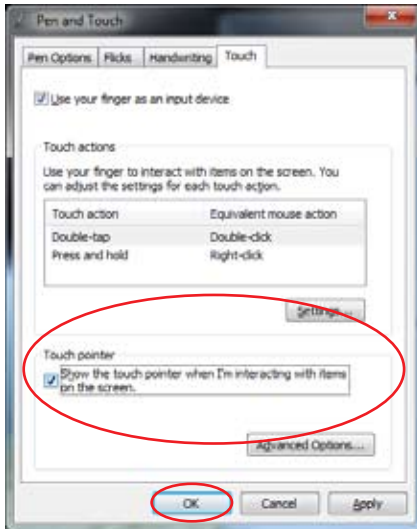 Pen and Touch
Pen Options Flicks Handwriting Touch
Use your finger as an input device
Touch actions
Use your finger to interact with items on the screen. You
can adjust the settings for each touch action.
Touch action Equivalent mouse action
Double-tap Double-click
Press and hold Right-click
Settings...
Touch pointer
Show the touch pointer when I'm interacting with items
on the screen.
Advanced Options...
OK Cancel Apply